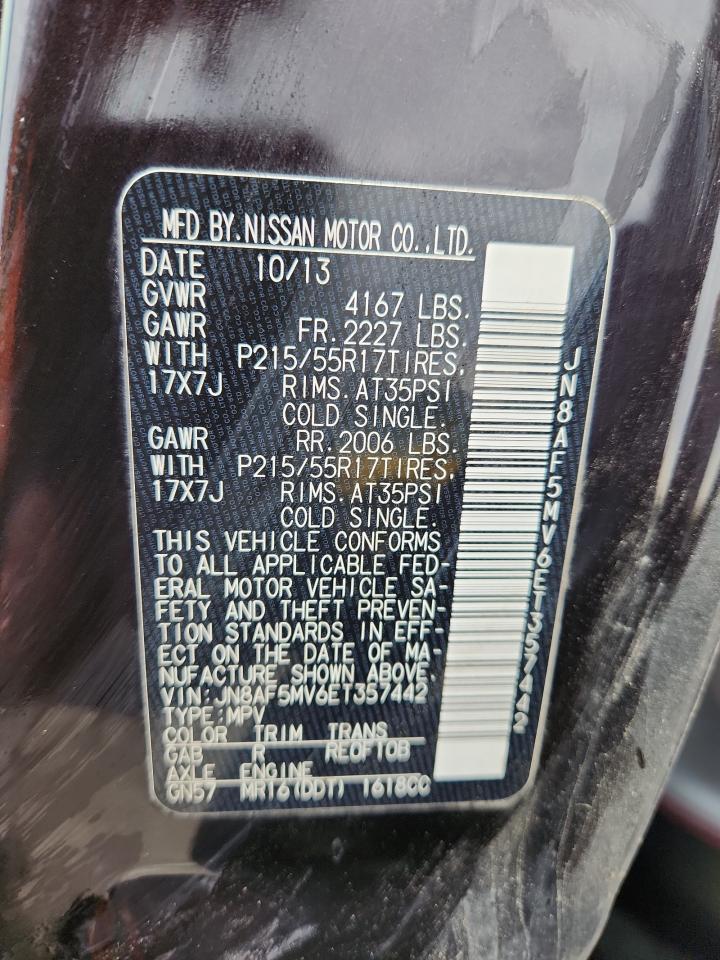 MFD BY.NISSAN MOTOR CO.,LTD.
DATE 10/13
GVWR 4167 LBS.
GAWR FR.2227 LBS.
WITH P215/55R17TIRES,
17X7J RIMS.AT35PSI
COLD SINGLE.
GAWR RR.2006 LBS.
WITH P215/55R17TIRES,
17X7J RIMS.AT35PSI
COLD SINGLE.
THIS VEHICLE CONFORMS
TO ALL APPLICABLE FED-
ERAL MOTOR VEHICLE SA-
FETY AND THEFT PREVEN-
TION STANDARDS IN EFF-
ECT ON THE DATE OF MA-
NUFACTURE SHOWN ABOVE.
VIN:JN8AF5MV6ET357442
TYPE:MPV
COLOR TRIM TRANS
GAB R RE0F10B
AXLE ENGINE
GN57 MR16(DDT) 1618CC
JN8AF5MV6ET357442